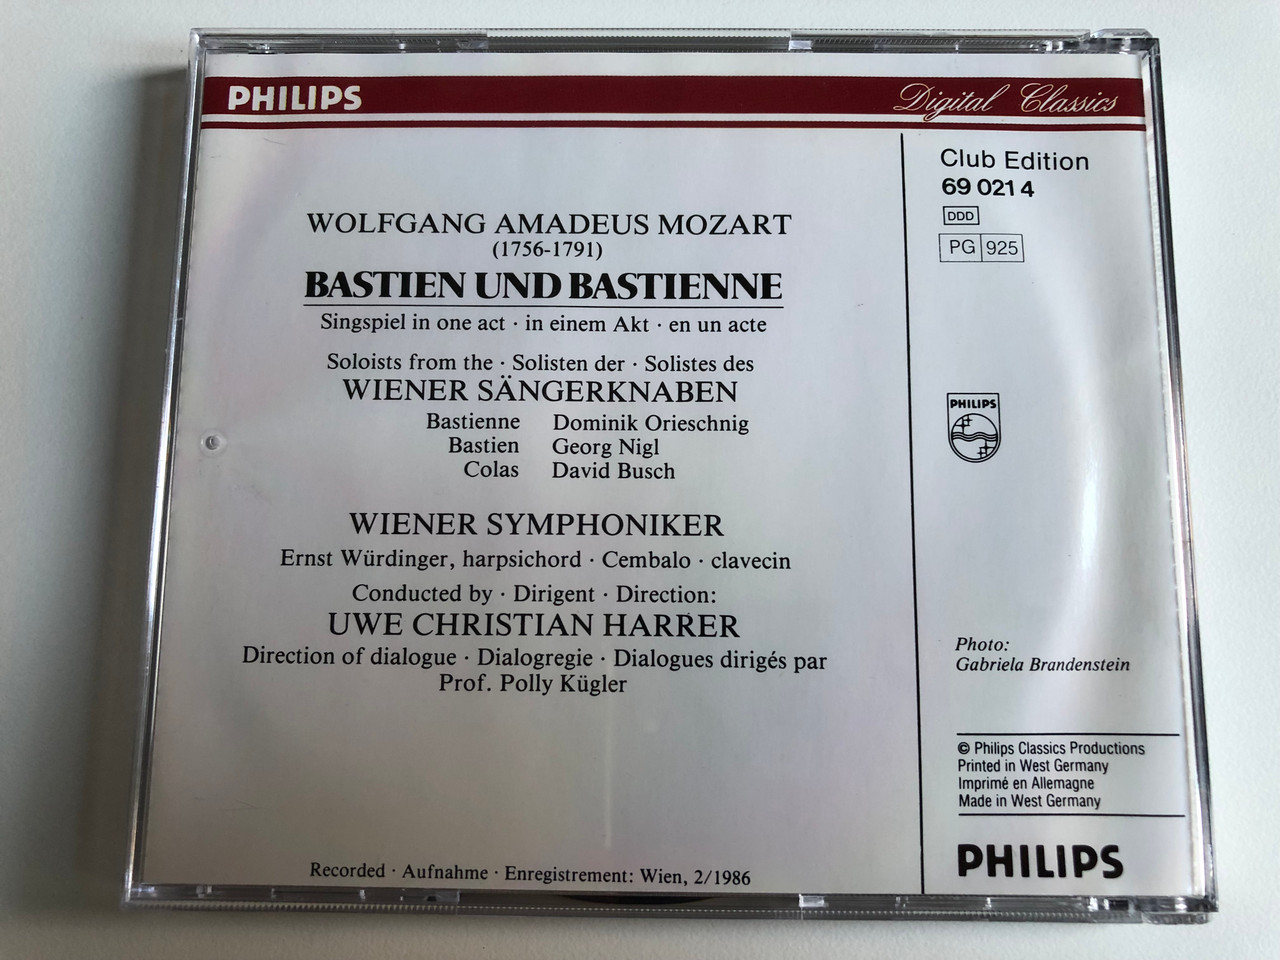 PHILIPS
Digital Classics
WOLFGANG AMADEUS MOZART
(1756-1791)
BASTIEN UND BASTIENNE
Singspiel in one act · in einem Akt · en un acte
Soloists from the · Solisten der · Solistes des
WIENER SÄNGERKNABEN
Bastienne Dominik Orieschnig
Bastien Georg Nigl
Colas David Busch
WIENER SYMPHONIKER
Ernst Würdinger, harpsichord · Cembalo · clavecin
Conducted by · Dirigent · Direction:
UWE CHRISTIAN HARRER
Direction of dialogue · Dialogregie · Dialogues dirigés par
Prof. Polly Kügler
Recorded · Aufnahme · Enregistrement: Wien, 2/1986
Club Edition
69 021 4
DDD
PG 925
PHILIPS
Photo:
Gabriela Brandenstein
© Philips Classics Productions
Printed in West Germany
Imprimé en Allemagne
Made in West Germany
PHILIPS